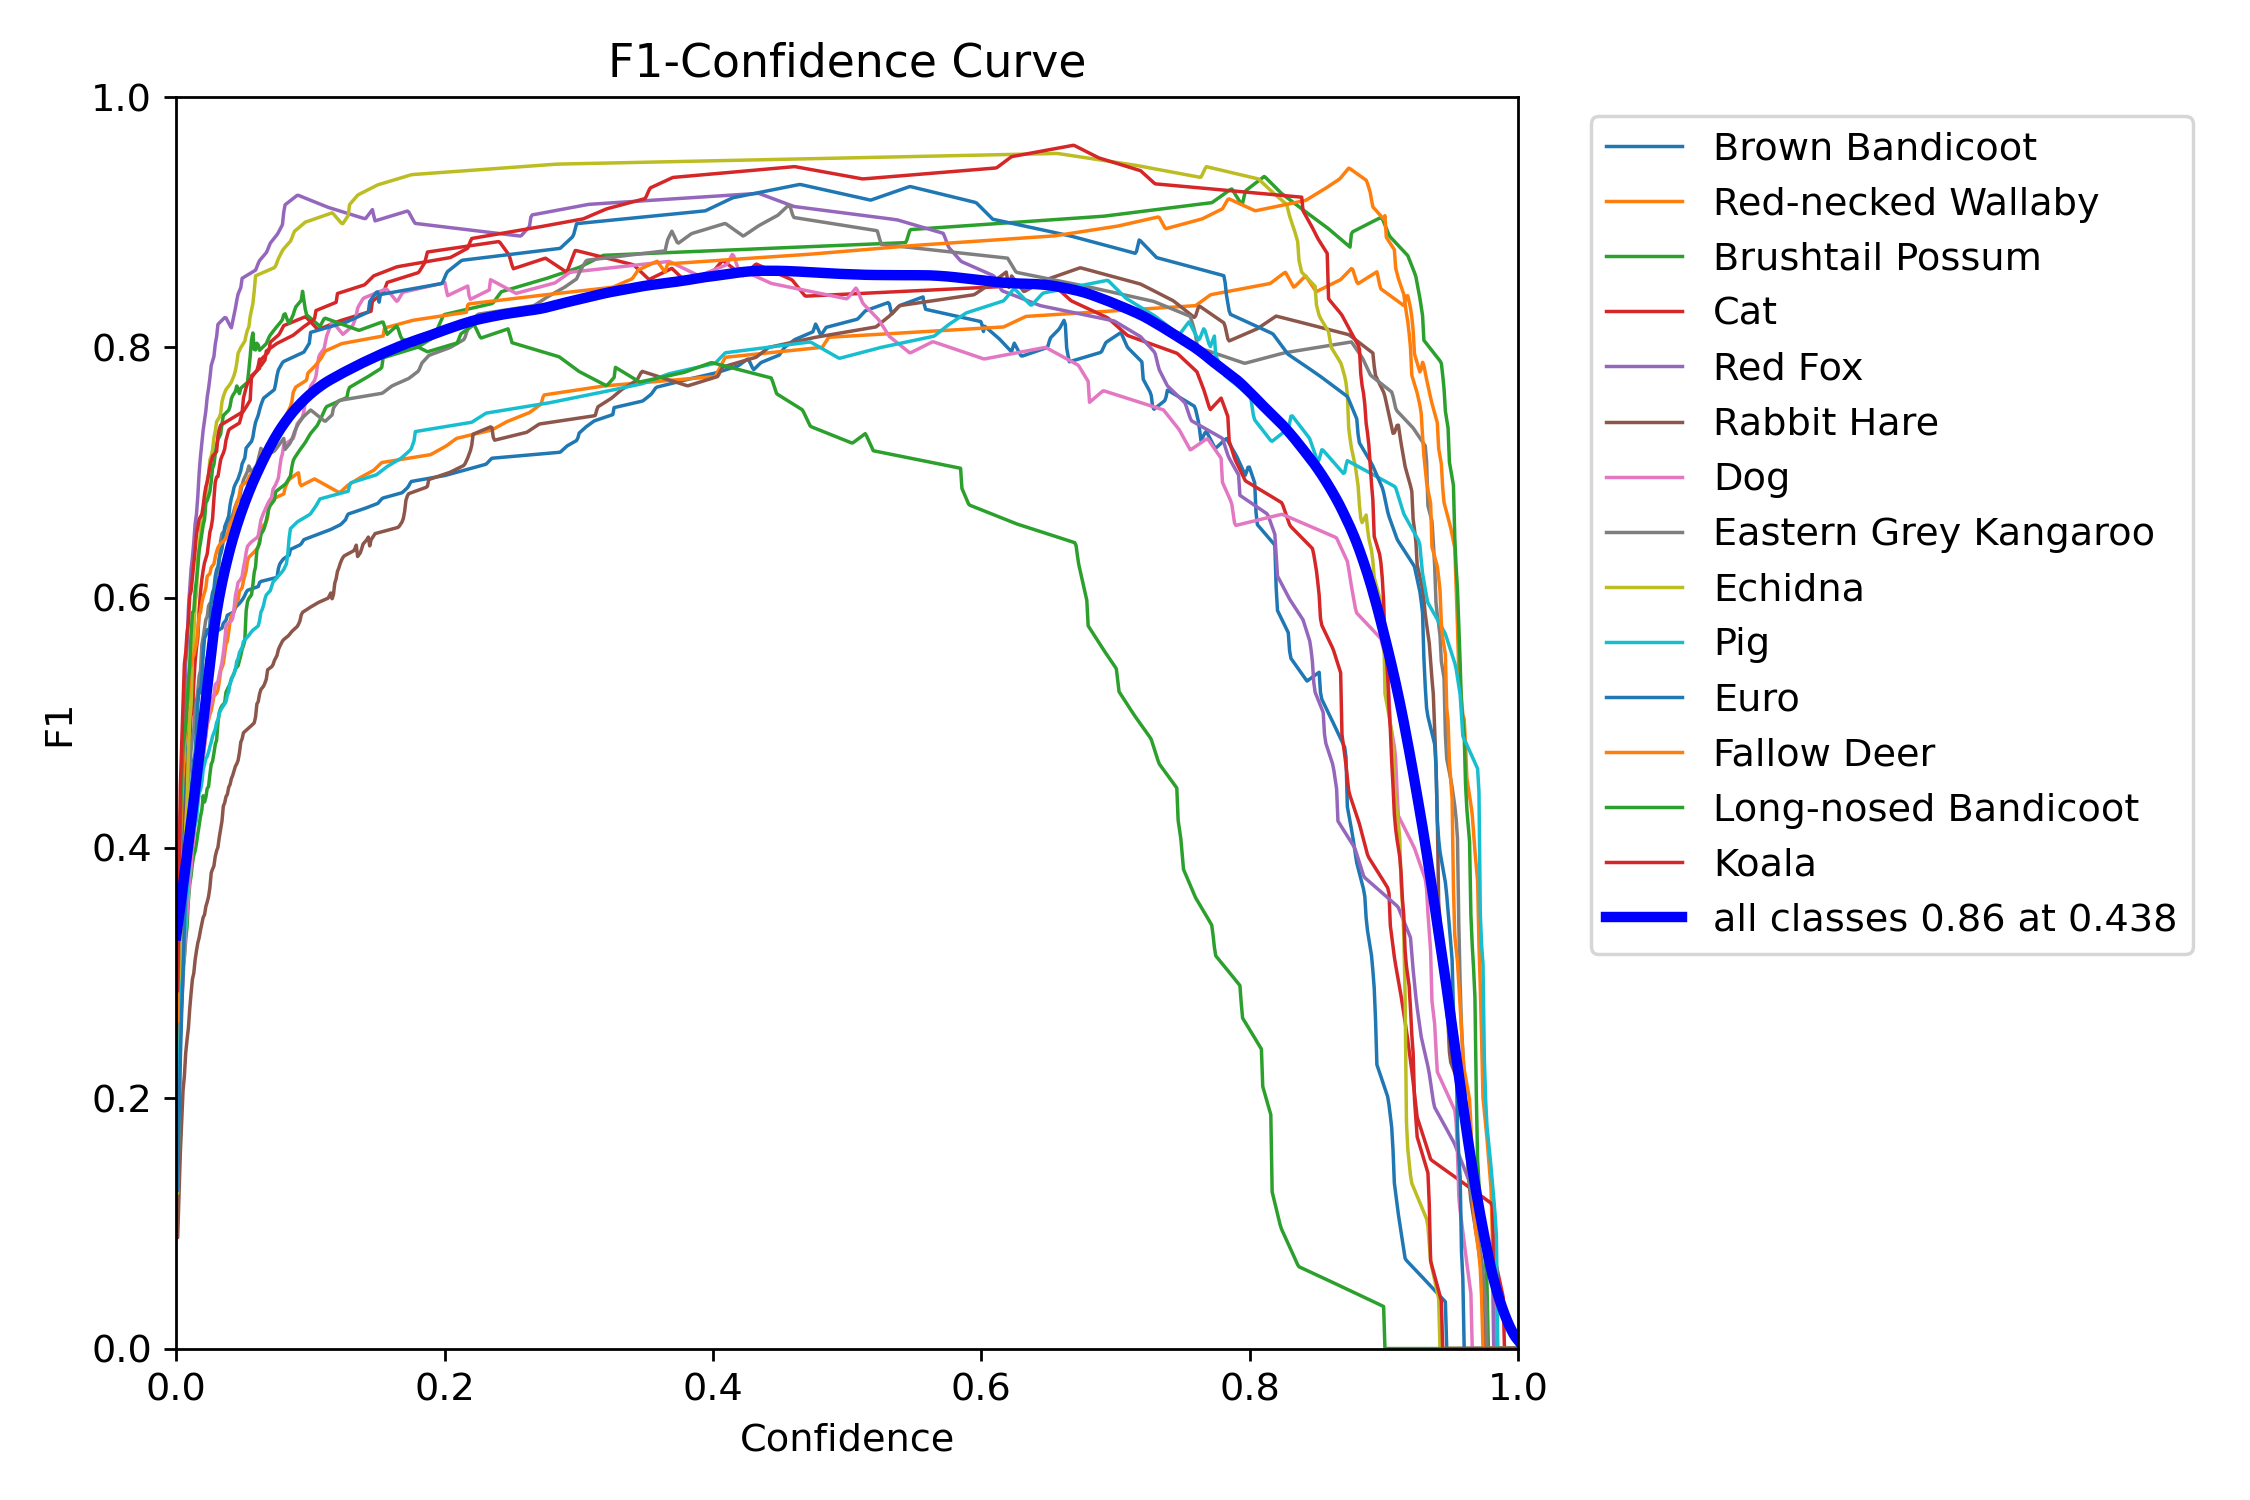 F1-Confidence Curve
1.0
0.8
0.6
0.4
0.2
0.0
F1
0.0 0.2 0.4 0.6 0.8 1.0
Confidence
Brown Bandicoot
Red-necked Wallaby
Brushtail Possum
Cat
Red Fox
Rabbit Hare
Dog
Eastern Grey Kangaroo
Echidna
Pig
Euro
Fallow Deer
Long-nosed Bandicoot
Koala
all classes 0.86 at 0.438